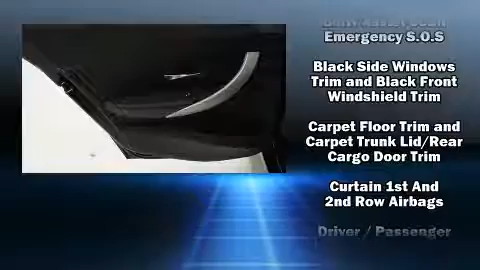 Emergency S.O.S
Black Side Windows
Trim and Black Front
Windshield Trim
Carpet Floor Trim and
Carpet Trunk Lid/Rear
Cargo Door Trim
Curtain 1st And
2nd Row Airbags
Driver / Passenger